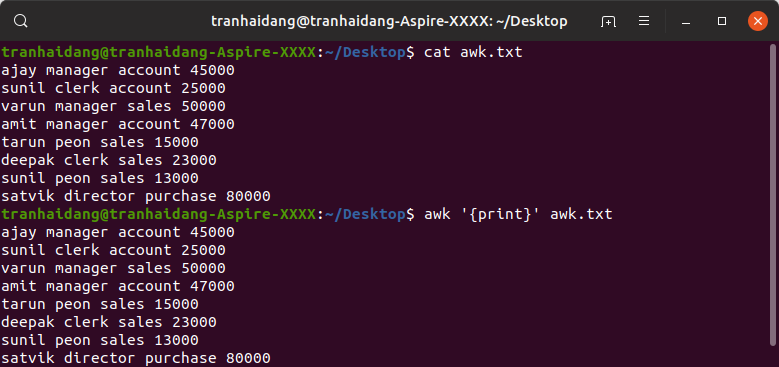 tranhaidang@tranhaidang-Aspire-XXXX: ~/Desktop
tranhaidang@tranhaidang-Aspire-XXXX:~/Desktop$ cat awk.txt
ajay manager account 45000
sunil clerk account 25000
varun manager sales 50000
amit manager account 47000
tarun peon sales 15000
deepak clerk sales 23000
sunil peon sales 13000
satvik director purchase 80000
tranhaidang@tranhaidang-Aspire-XXXX:~/Desktop$ awk '{print}' awk.txt
ajay manager account 45000
sunil clerk account 25000
varun manager sales 50000
amit manager account 47000
tarun peon sales 15000
deepak clerk sales 23000
sunil peon sales 13000
satvik director purchase 80000